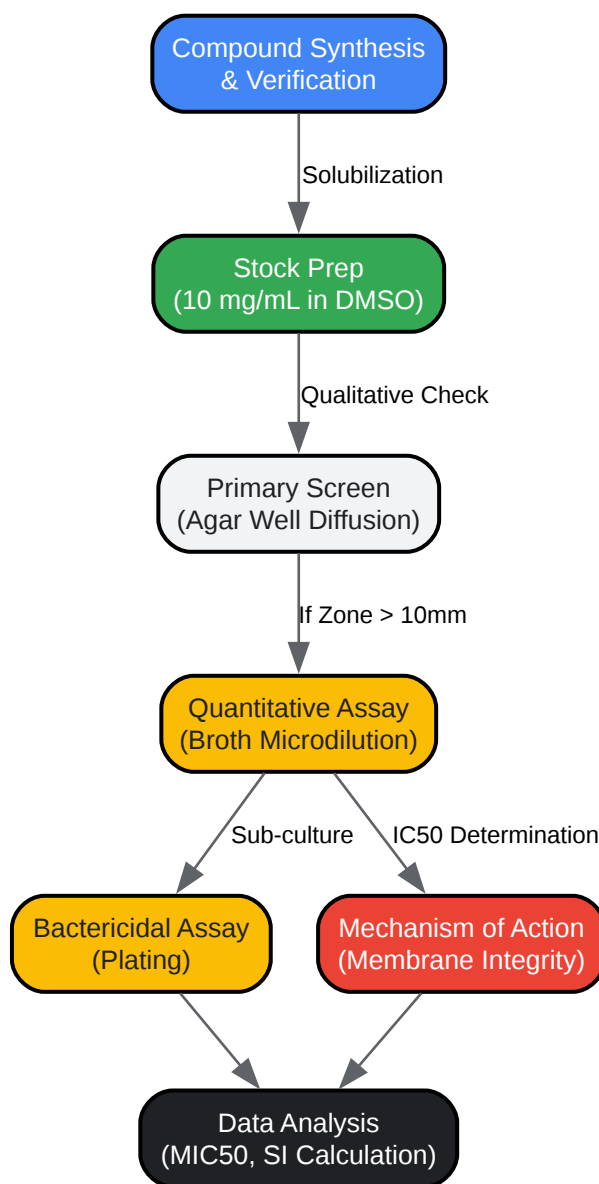 Compound Synthesis
& Verification
Solubilization
Stock Prep
(10 mg/mL in DMSO)
Qualitative Check
Primary Screen
(Agar Well Diffusion)
If Zone > 10mm
Quantitative Assay
(Broth Microdilution)
Sub-culture
IC50 Determination
Bactericidal Assay
(Plating)
Mechanism of Action
(Membrane Integrity)
Data Analysis
(MIC50, SI Calculation)